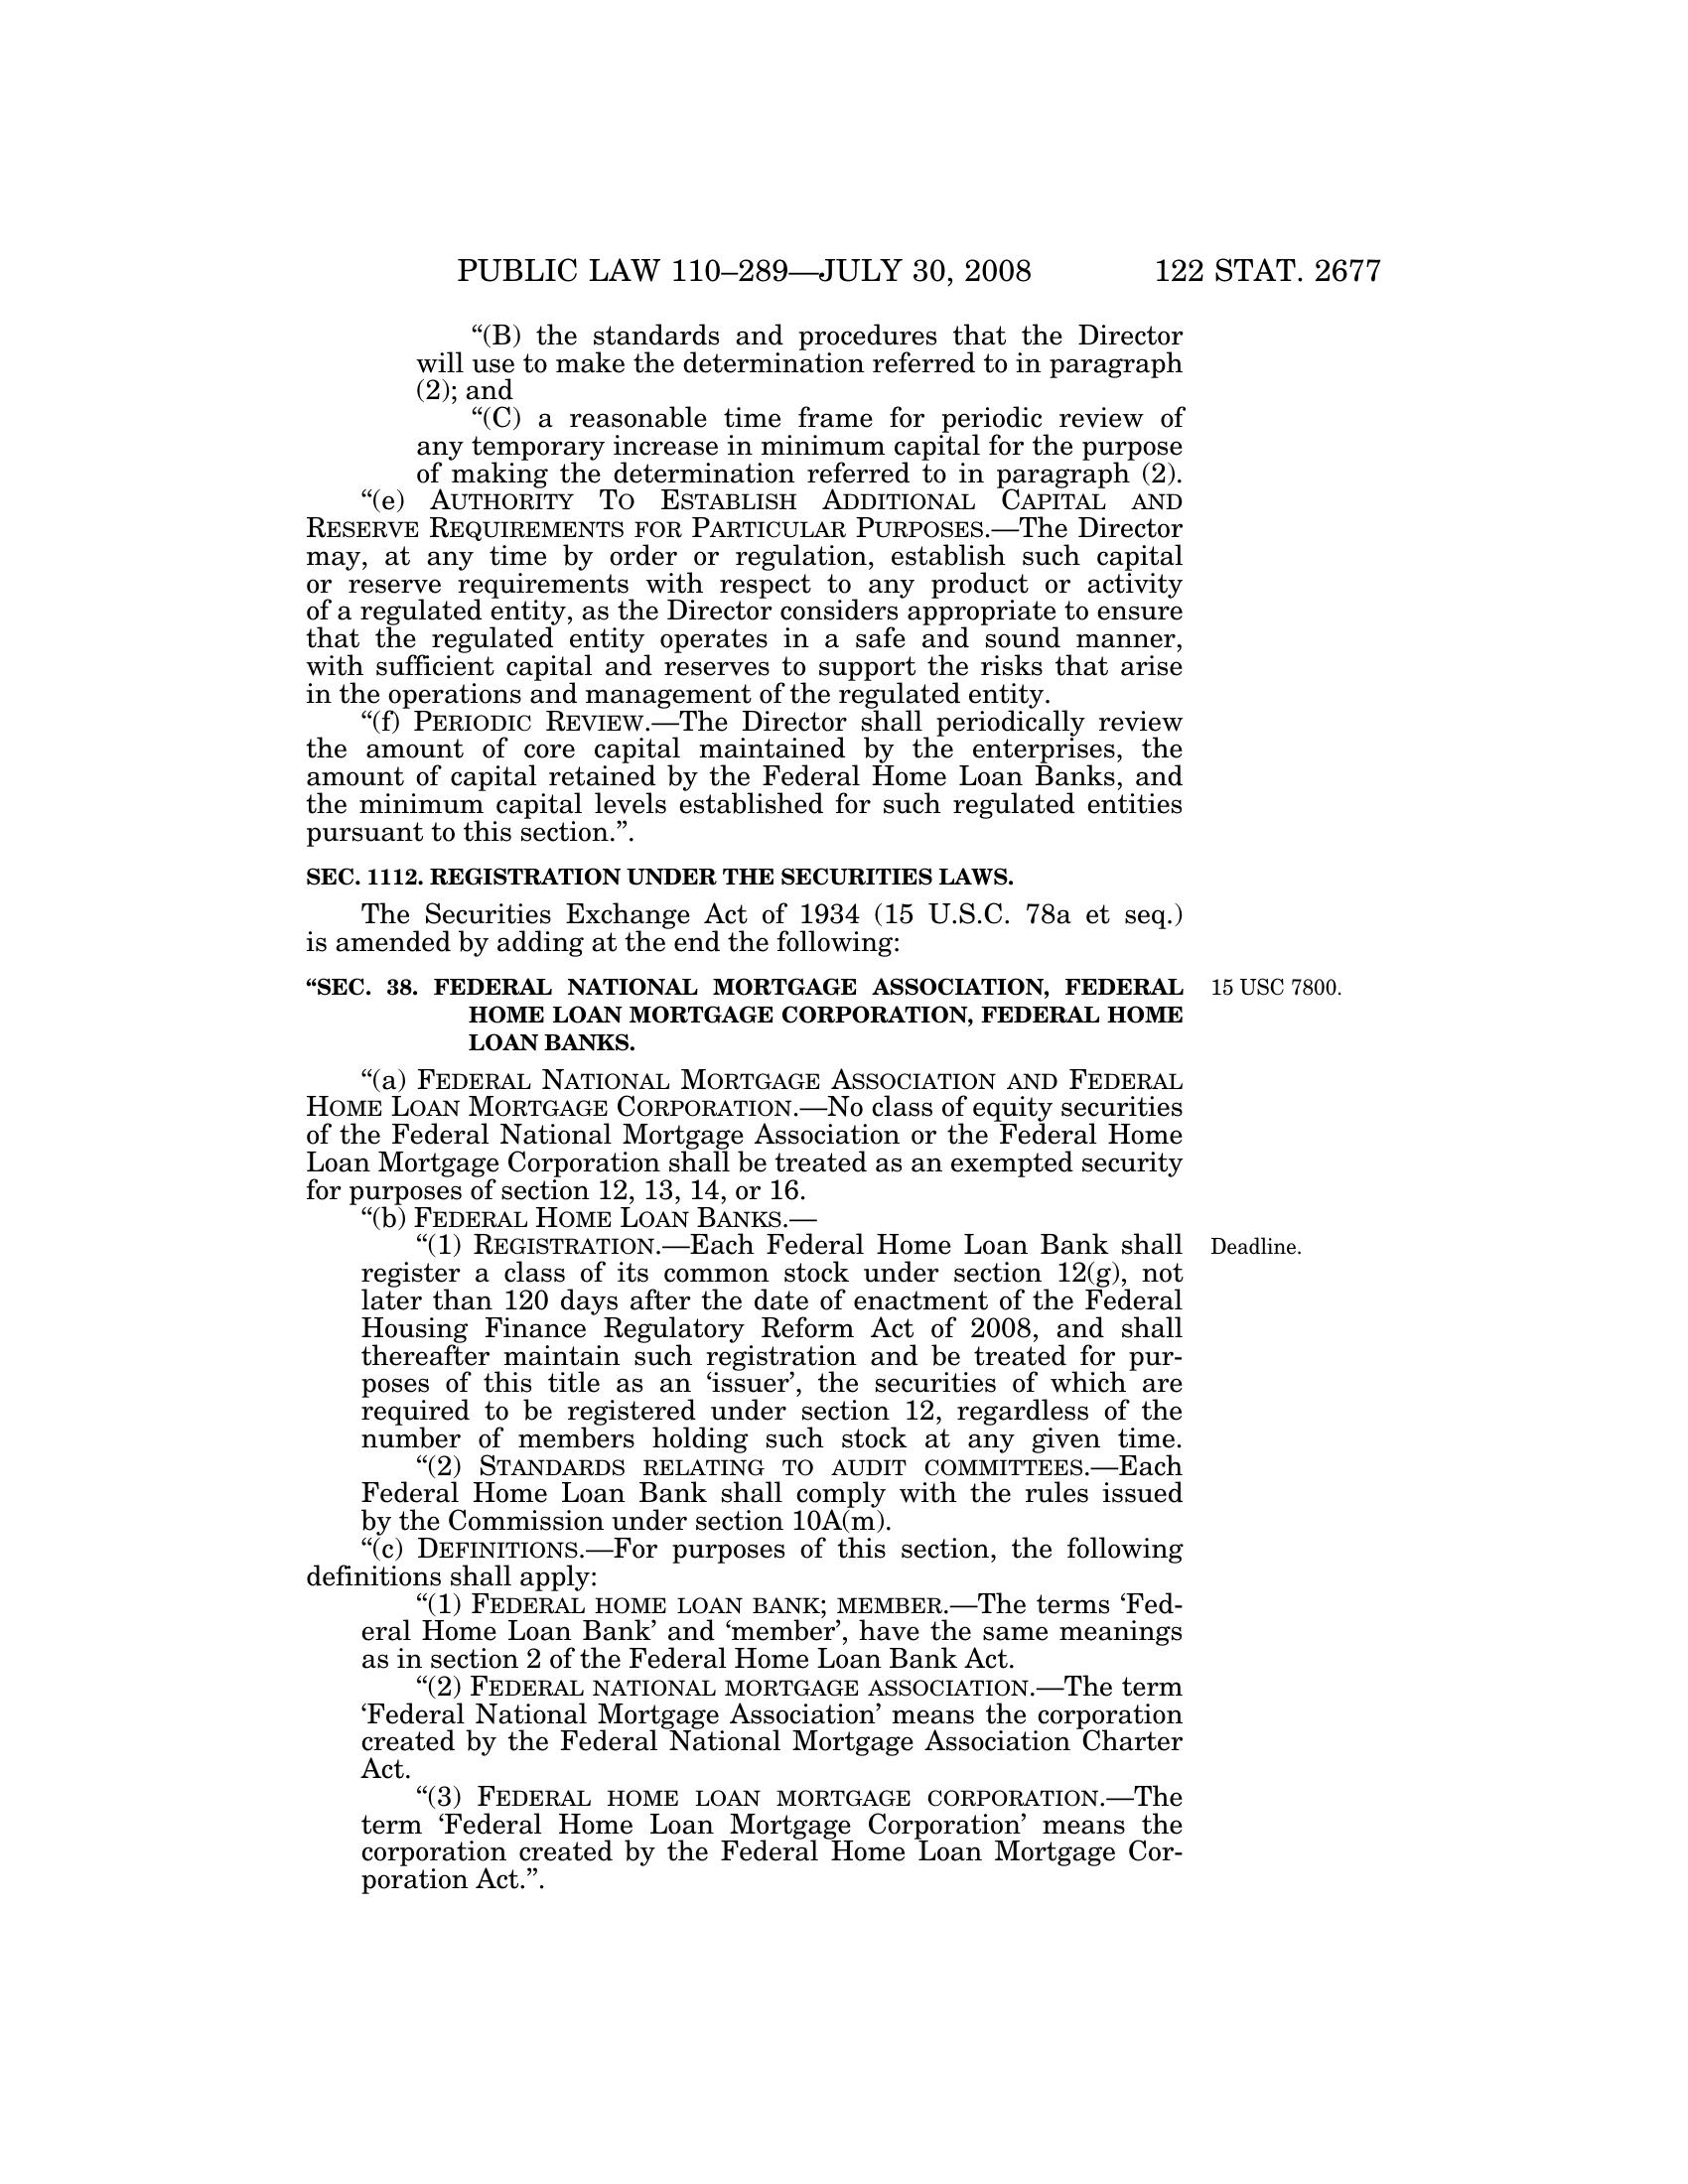 PUBLIC LAW 110–289—JULY 30, 2008 122 STAT. 2677
“(B) the standards and procedures that the Director
will use to make the determination referred to in paragraph
(2); and
“(C) a reasonable time frame for periodic review of
any temporary increase in minimum capital for the purpose
of making the determination referred to in paragraph (2).
“(e) AUTHORITY TO ESTABLISH ADDITIONAL CAPITAL AND
RESERVE REQUIREMENTS FOR PARTICULAR PURPOSES.—The Director
may, at any time by order or regulation, establish such capital
or reserve requirements with respect to any product or activity
of a regulated entity, as the Director considers appropriate to ensure
that the regulated entity operates in a safe and sound manner,
with sufficient capital and reserves to support the risks that arise
in the operations and management of the regulated entity.
“(f) PERIODIC REVIEW.—The Director shall periodically review
the amount of core capital maintained by the enterprises, the
amount of capital retained by the Federal Home Loan Banks, and
the minimum capital levels established for such regulated entities
pursuant to this section.”.
SEC. 1112. REGISTRATION UNDER THE SECURITIES LAWS.
The Securities Exchange Act of 1934 (15 U.S.C. 78a et seq.)
is amended by adding at the end the following:
“SEC. 38. FEDERAL NATIONAL MORTGAGE ASSOCIATION, FEDERAL 15 USC 7800.
HOME LOAN MORTGAGE CORPORATION, FEDERAL HOME
LOAN BANKS.
“(a) FEDERAL NATIONAL MORTGAGE ASSOCIATION AND FEDERAL
HOME LOAN MORTGAGE CORPORATION.—No class of equity securities
of the Federal National Mortgage Association or the Federal Home
Loan Mortgage Corporation shall be treated as an exempted security
for purposes of section 12, 13, 14, or 16.
“(b) FEDERAL HOME LOAN BANKS.—
“(1) REGISTRATION.—Each Federal Home Loan Bank shall Deadline.
register a class of its common stock under section 12(g), not
later than 120 days after the date of enactment of the Federal
Housing Finance Regulatory Reform Act of 2008, and shall
thereafter maintain such registration and be treated for pur-
poses of this title as an ‘issuer’, the securities of which are
required to be registered under section 12, regardless of the
number of members holding such stock at any given time.
“(2) STANDARDS RELATING TO AUDIT COMMITTEES.—Each
Federal Home Loan Bank shall comply with the rules issued
by the Commission under section 10A(m).
“(c) DEFINITIONS.—For purposes of this section, the following
definitions shall apply:
“(1) FEDERAL HOME LOAN BANK; MEMBER.—The terms ‘Fed-
eral Home Loan Bank’ and ‘member’, have the same meanings
as in section 2 of the Federal Home Loan Bank Act.
“(2) FEDERAL NATIONAL MORTGAGE ASSOCIATION.—The term
‘Federal National Mortgage Association’ means the corporation
created by the Federal National Mortgage Association Charter
Act.
“(3) FEDERAL HOME LOAN MORTGAGE CORPORATION.—The
term ‘Federal Home Loan Mortgage Corporation’ means the
corporation created by the Federal Home Loan Mortgage Cor-
poration Act.”.